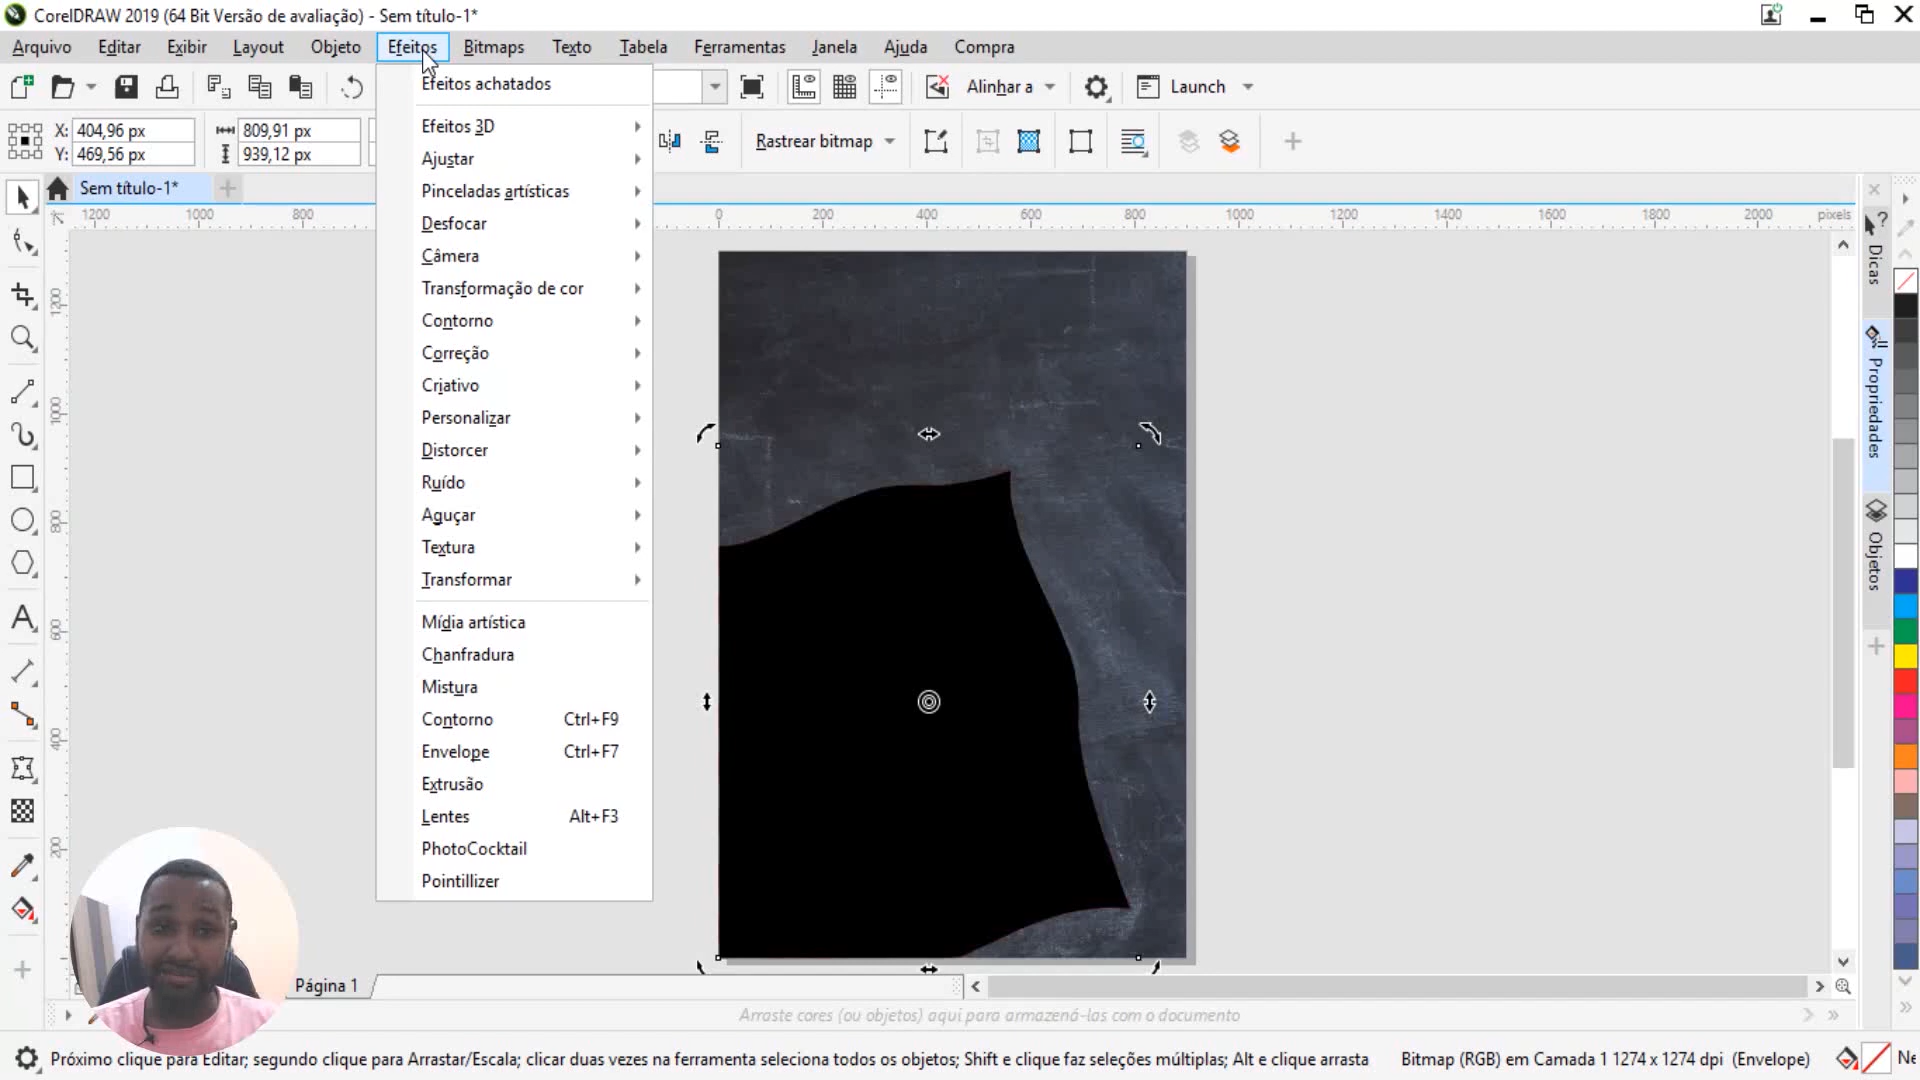 CorelDRAW 2019 (64 Bit Versão de avaliação) - Sem título-1*
Arquivo Editar Exibir Layout Objeto Efeitos Bitmaps Texto Tabela Ferramentas Janela Ajuda Compra
Alinhar a Launch
X: 404,96 px 809,91 px
Y: 469,56 px 939,12 px
Rastrear bitmap
Sem título-1*
1200 1000 800 0 200 400 600 800 1000 1200 1400 1600 1800 2000 pixels
1200
1000
800
600
400
200
Efeitos achatados
Efeitos 3D
Ajustar
Pinceladas artísticas
Desfocar
Câmera
Transformação de cor
Contorno
Correção
Criativo
Personalizar
Distorcer
Ruído
Aguçar
Textura
Transformar
Mídia artística
Chanfradura
Mistura
Contorno Ctrl+F9
Envelope Ctrl+F7
Extrusão
Lentes Alt+F3
PhotoCocktail
Pointillizer
Dicas
Propriedades
Objetos
Página 1
Arraste cores (ou objetos) aqui para armazená-las com o documento
Próximo clique para Editar; segundo clique para Arrastar/Escala; clicar duas vezes na ferramenta seleciona todos os objetos; Shift e clique faz seleções múltiplas; Alt e clique arrasta Bitmap (RGB) em Camada 1 1274 x 1274 dpi (Envelope) Ne